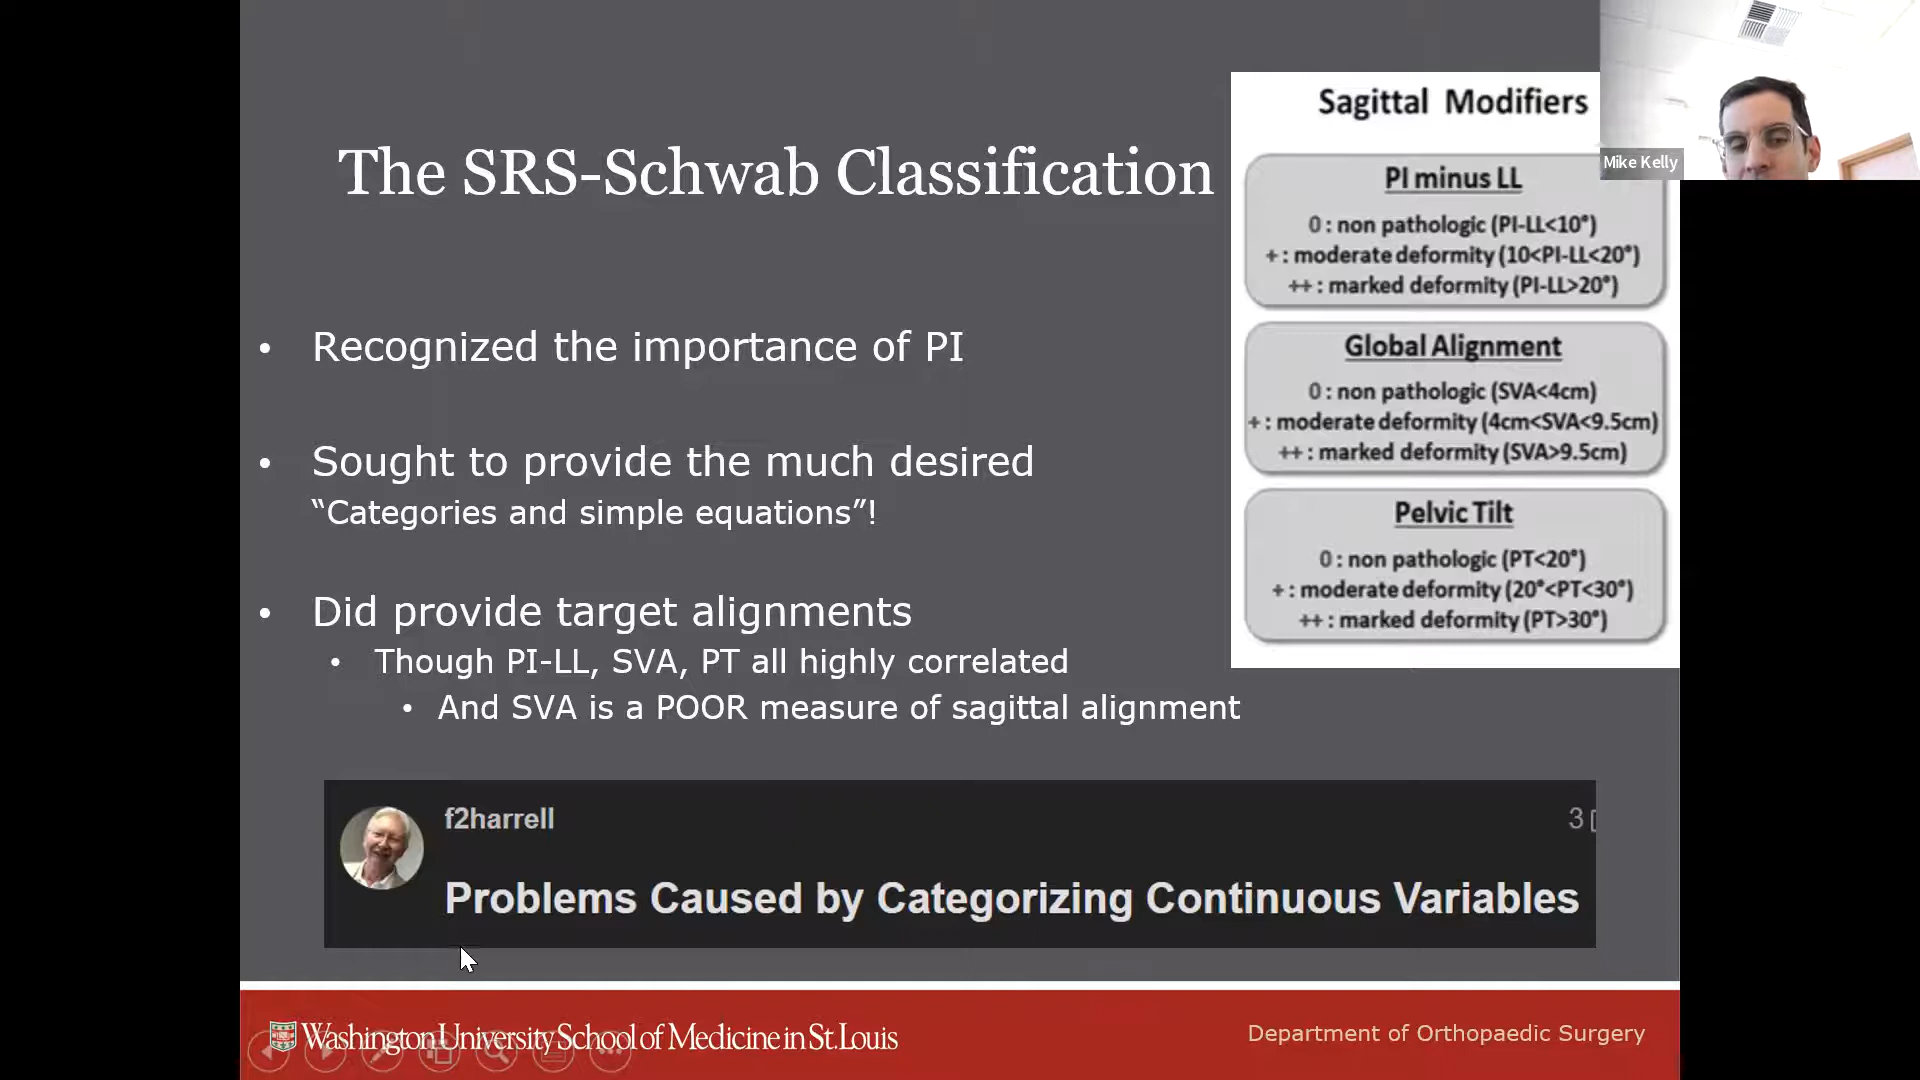 The SRS-Schwab Classification
• Recognized the importance of PI
• Sought to provide the much desired
“Categories and simple equations”!
• Did provide target alignments
• Though PI-LL, SVA, PT all highly correlated
• And SVA is a POOR measure of sagittal alignment
Sagittal Modifiers
PI minus LL
0 : non pathologic (PI-LL<10°)
+ : moderate deformity (10<PI-LL<20°)
++ : marked deformity (PI-LL>20°)
Global Alignment
0 : non pathologic (SVA<4cm)
+ : moderate deformity (4cm<SVA<9.5cm)
++ : marked deformity (SVA>9.5cm)
Pelvic Tilt
0 : non pathologic (PT<20°)
+ : moderate deformity (20°<PT<30°)
++ : marked deformity (PT>30°)
Mike Kelly
f2harrell
3
Problems Caused by Categorizing Continuous Variables
Washington University School of Medicine in St. Louis
Department of Orthopaedic Surgery